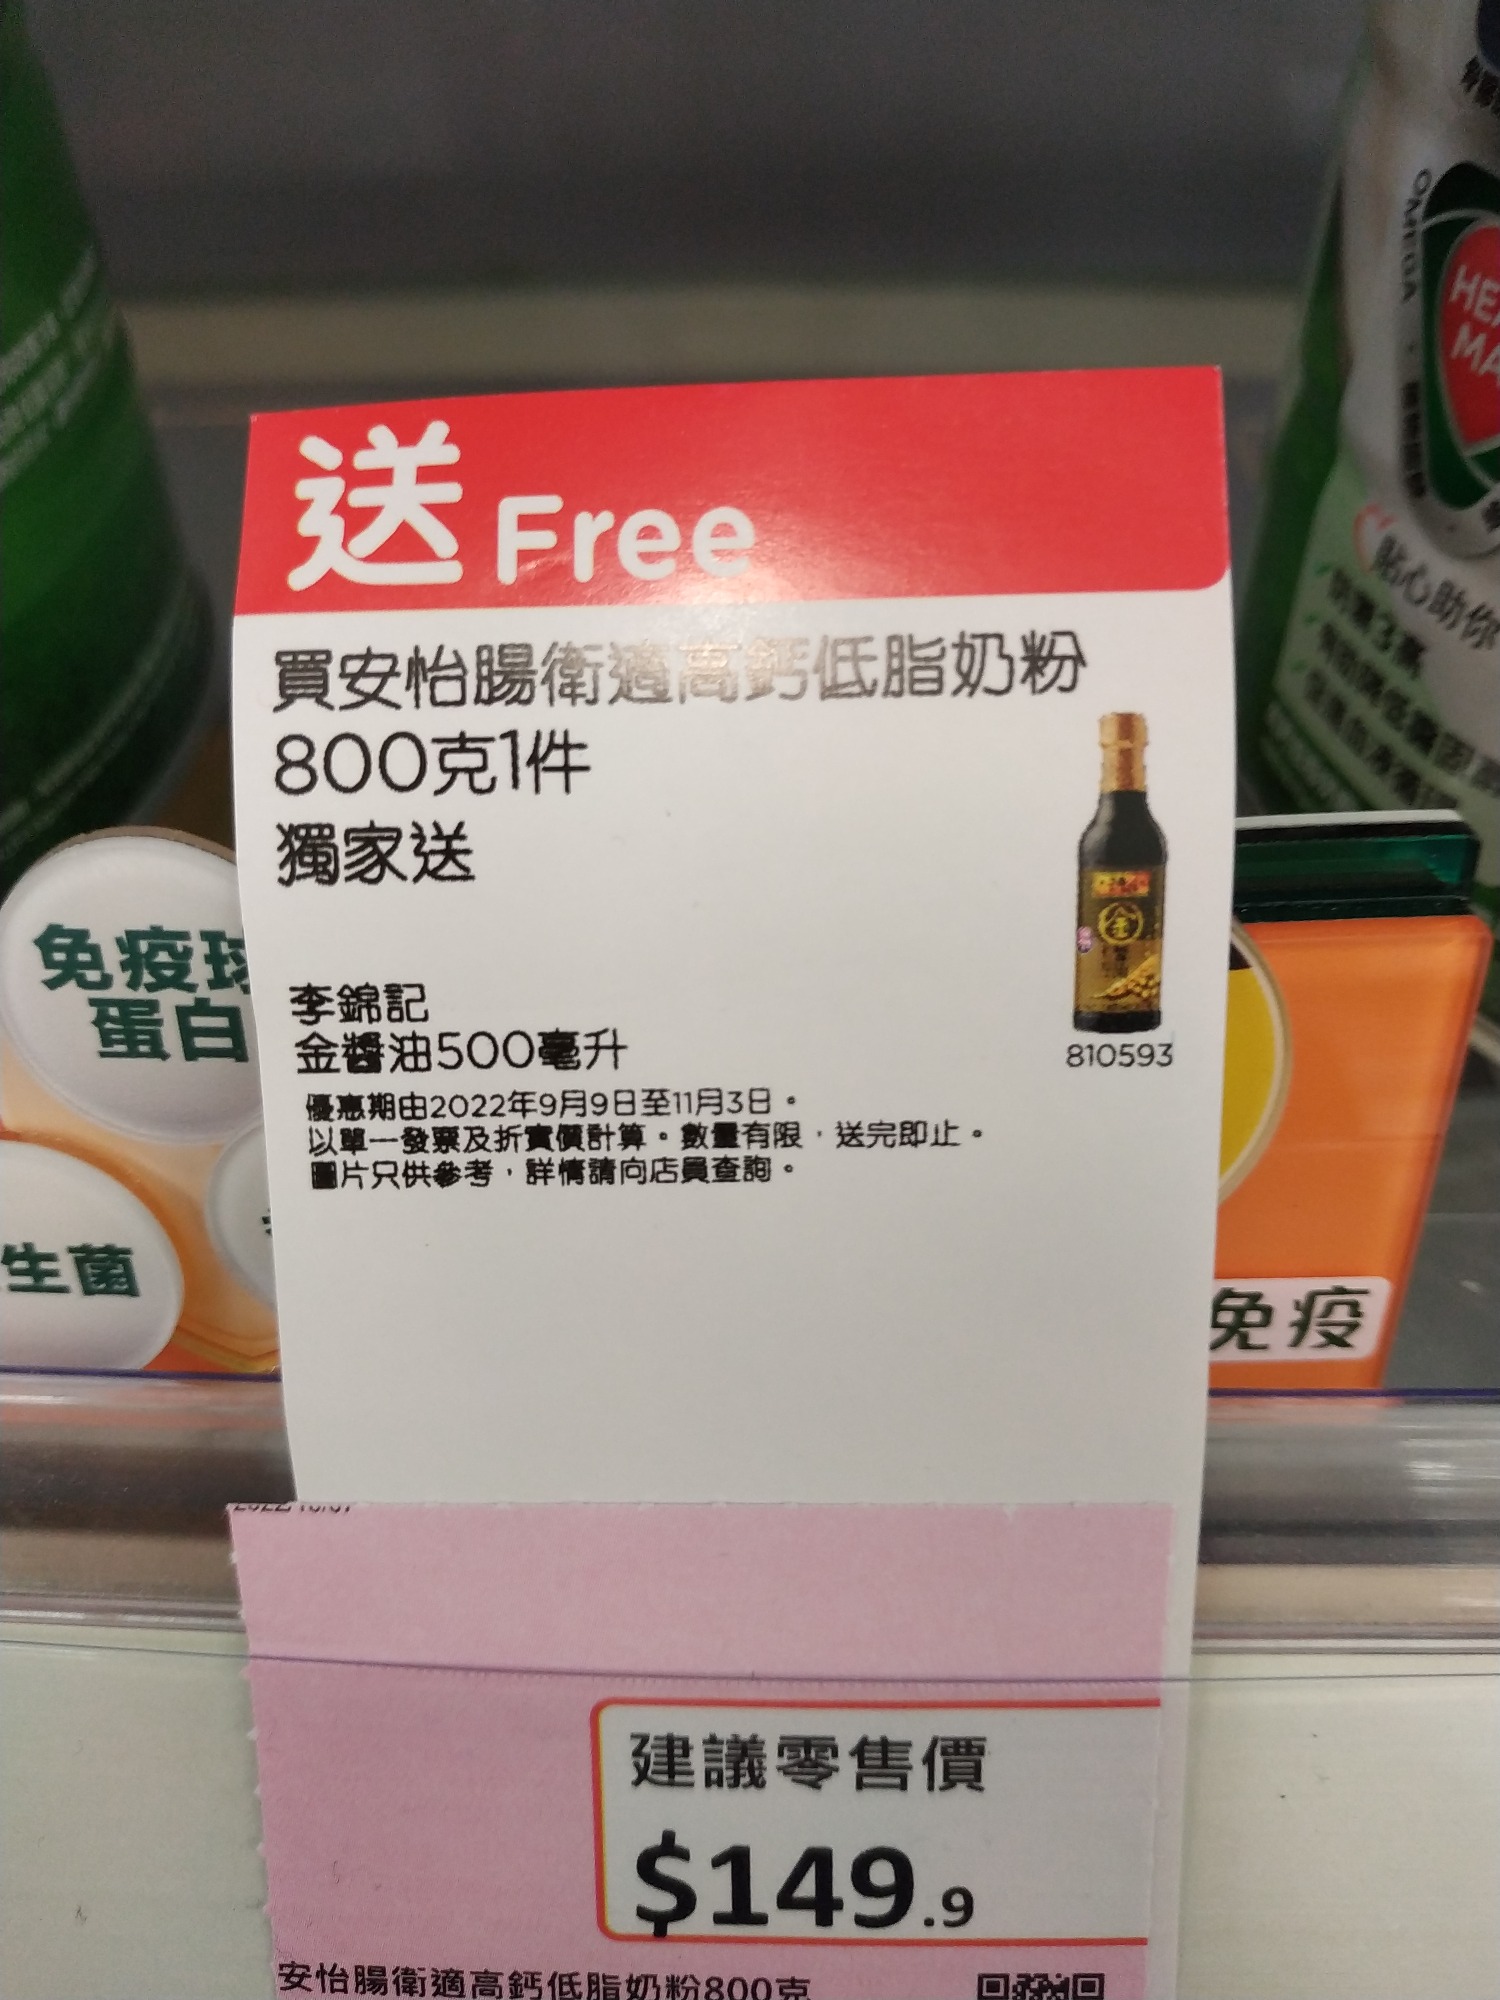 送 Free
買安怡腸衛適高鈣低脂奶粉
800克1件
獨家送
李錦記
金醬油500毫升
810593
優惠期由2022年9月9日至11月3日。
以單一發票及折實價計算。數量有限，送完即止。
圖片只供參考，詳情請向店員查詢。
建議零售價
$149.9
安怡腸衛適高鈣低脂奶粉800克
免疫球
蛋白
生菌
免疫
OMEGA
貼心助你